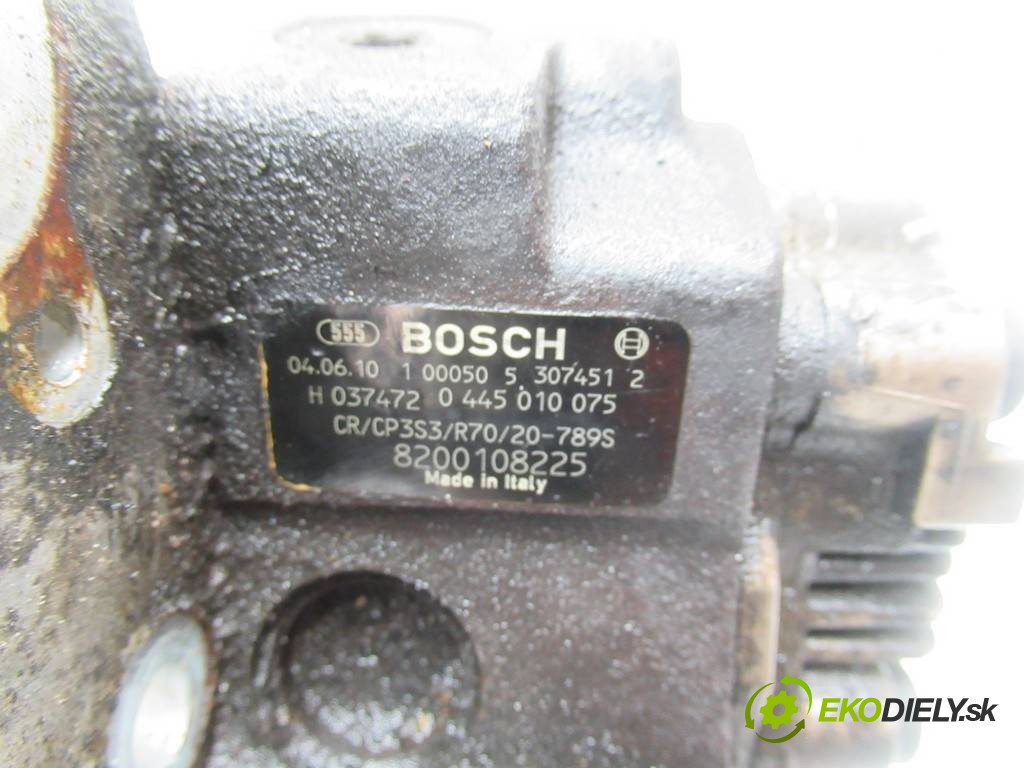 555 BOSCH
04.06.10 1 00050 5 307451 2
H 037472 0 445 010 075
CR/CP3S3/R70/20-789S
8200108225
Made in Italy
EKODIELY.sk